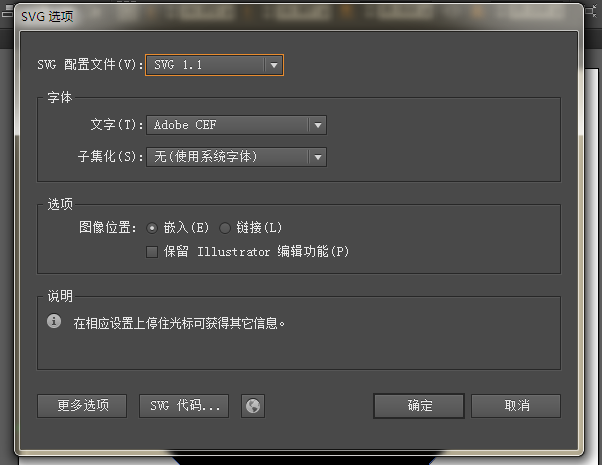 SVG 选项
SVG 配置文件(V): SVG 1.1
字体
文字(T): Adobe CEF
子集化(S): 无(使用系统字体)
选项
图像位置: 嵌入(E) 链接(L)
保留 Illustrator 编辑功能(P)
说明
在相应设置上停住光标可获得其它信息。
更多选项 SVG 代码... 确定 取消